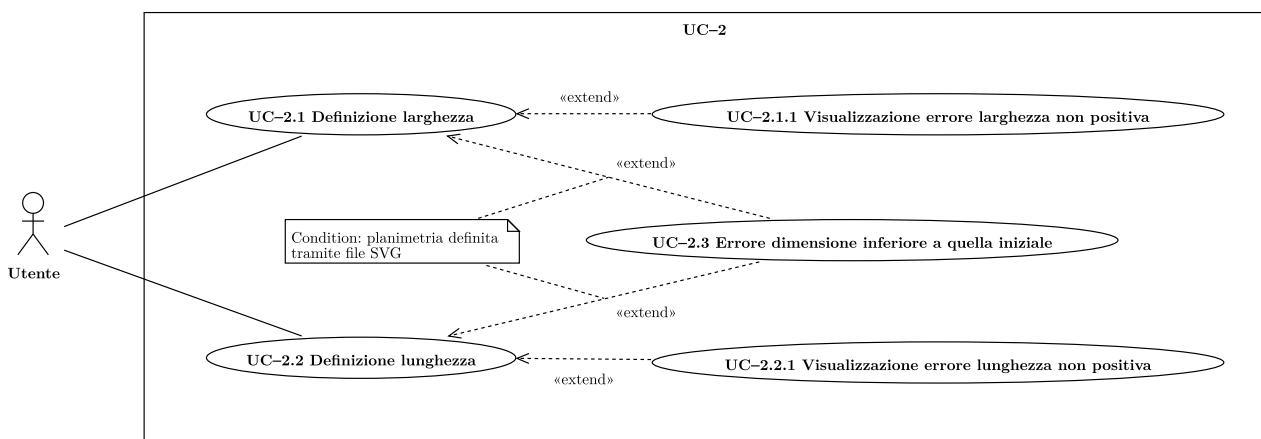 UC–2
«extend»
UC–2.1 Definizione larghezza
UC–2.1.1 Visualizzazione errore larghezza non positiva
«extend»
Condition: planimetria definita
tramite file SVG
UC–2.3 Errore dimensione inferiore a quella iniziale
Utente
«extend»
UC–2.2 Definizione lunghezza
UC–2.2.1 Visualizzazione errore lunghezza non positiva
«extend»